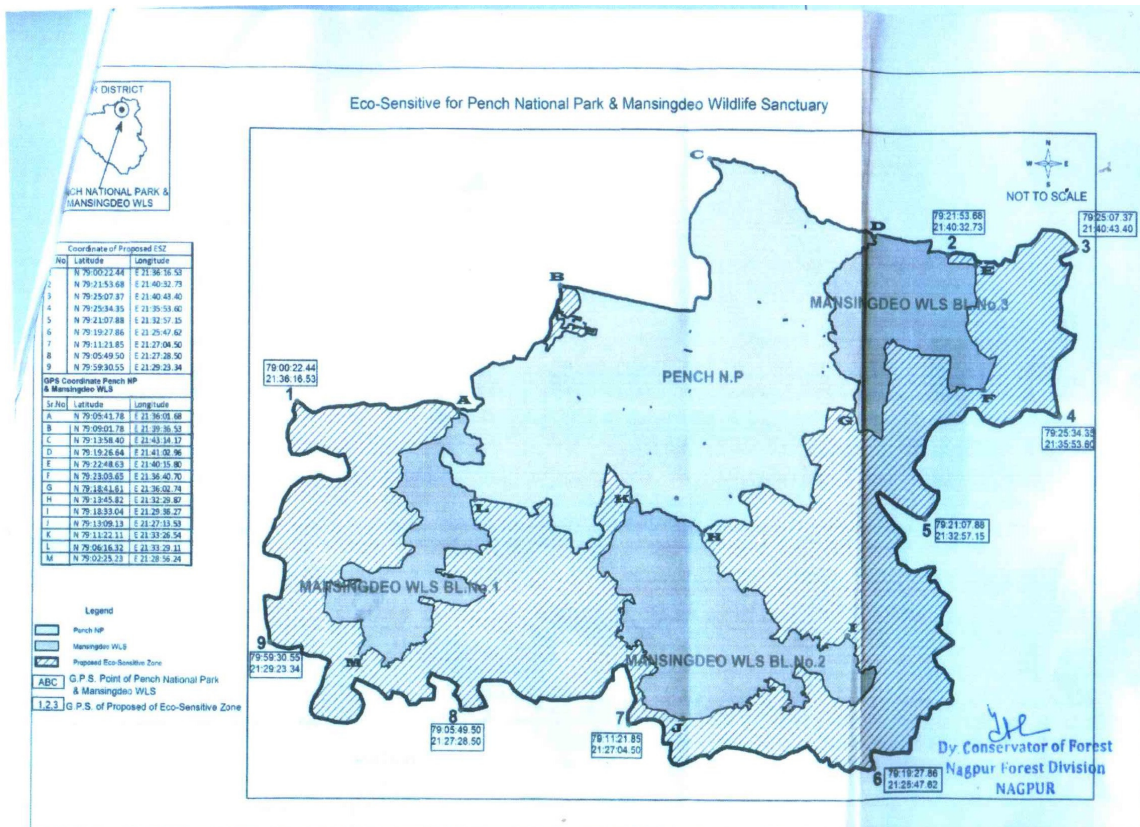 Eco-Sensitive for Pench National Park & Mansingdeo Wildlife Sanctuary
R DISTRICT
CH NATIONAL PARK &
MANSINGDEO WLS
Coordinate of Proposed ESZ
No Latitude Longitude
N 79:00:22.44 E 21:36:16.53
2 N 79:21:53.68 E 21:40:32.73
3 N 79:25:07.37 E 21:40:43.40
4 N 79:25:34.35 E 21:35:53.60
5 N 79:21:07.88 E 21:32:57.15
6 N 79:19:27.86 E 21:25:47.62
7 N 79:11:21.85 E 21:27:04.50
8 N 79:05:49.50 E 21:27:28.50
9 N 79:59:30.55 E 21:29:23.34
GPS Coordinate Pench NP
& Mansingdeo WLS
Sr.No Latitude Longitude
A N 79:05:41.78 E 21:36:01.68
B N 79:09:01.78 E 21:39:36.53
C N 79:13:58.40 E 21:43:14.17
D N 79:19:26.64 E 21:41:02.96
E N 79:22:48.63 E 21:40:15.80
F N 79:23:03.65 E 21:36:40.70
G N 79:18:41.61 E 21:36:02.74
H N 79:13:45.82 E 21:32:29.87
I N 79:18:33.04 E 21:29:36.27
J N 79:13:09.13 E 21:27:13.53
K N 79:11:22.11 E 21:33:26.54
L N 79:06:16.32 E 21:33:29.11
M N 79:02:25.23 E 21:28:56.24
Legend
Pench NP
Mansingdeo WLS
Proposed Eco-Sensitive Zone
ABC G.P.S. Point of Pench National Park
& Mansingdeo WLS
1,2,3 G.P.S. of Proposed of Eco-Sensitive Zone
N
W E
S
NOT TO SCALE
C
D
79:21:53.68
21:40:32.73
2
79:25:07.37
21:40:43.40
3
E
B
MANSINGDEO WLS BL.No.3
PENCH N.P
79:00:22.44
21:36:16.53
1
A
F
G
4
79:25:34.35
21:35:53.60
K
L
H
5
79:21:07.88
21:32:57.15
MANSINGDEO WLS BL.No.1
I
9
79:59:30.55
21:29:23.34
M
MANSINGDEO WLS BL.No.2
8
79:05:49.50
21:27:28.50
7
79:11:21.85
21:27:04.50
J
6
79:19:27.86
21:25:47.62
Dy Conservator of Forest
Nagpur Forest Division
NAGPUR